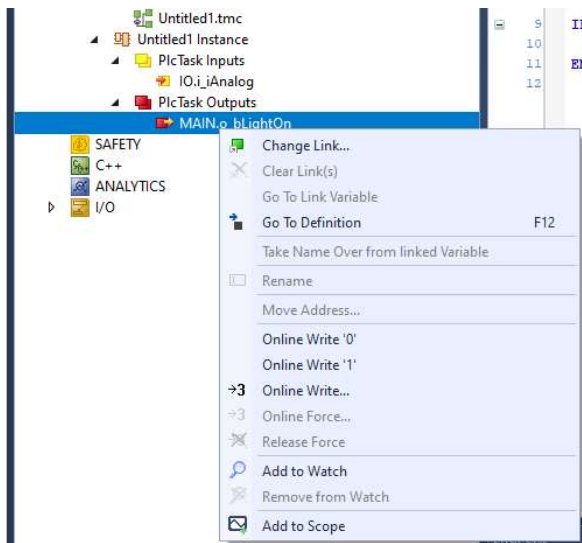 Untitled1.tmc
Untitled1 Instance
PlcTask Inputs
IO.i_iAnalog
PlcTask Outputs
MAIN.o_bLightOn
SAFETY
C++
ANALYTICS
I/O
Change Link...
Clear Link(s)
Go To Link Variable
Go To Definition F12
Take Name Over from linked Variable
Rename
Move Address...
Online Write '0'
Online Write '1'
→3 Online Write...
→3 Online Force...
Release Force
Add to Watch
Remove from Watch
Add to Scope
9
10
11
12